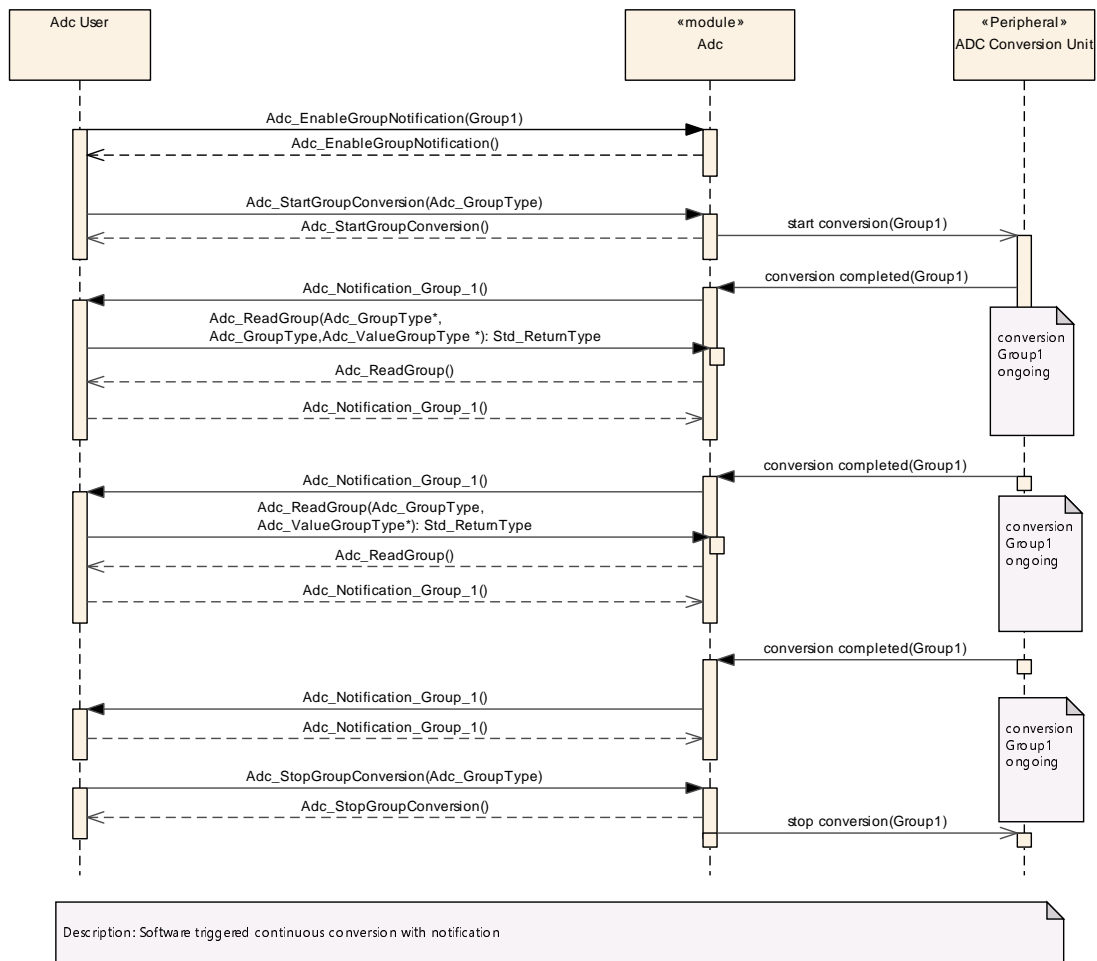 Adc User
«module»
Adc
«Peripheral»
ADC Conversion Unit
Adc_EnableGroupNotification(Group1)
Adc_EnableGroupNotification()
Adc_StartGroupConversion(Adc_GroupType)
Adc_StartGroupConversion()
start conversion(Group1)
conversion completed(Group1)
Adc_Notification_Group_1()
Adc_ReadGroup(Adc_GroupType*,
Adc_GroupType,Adc_ValueGroupType *): Std_ReturnType
conversion
Group1
ongoing
Adc_ReadGroup()
Adc_Notification_Group_1()
conversion completed(Group1)
Adc_Notification_Group_1()
Adc_ReadGroup(Adc_GroupType,
Adc_ValueGroupType*): Std_ReturnType
conversion
Group1
ongoing
Adc_ReadGroup()
Adc_Notification_Group_1()
conversion completed(Group1)
Adc_Notification_Group_1()
Adc_Notification_Group_1()
conversion
Group1
ongoing
Adc_StopGroupConversion(Adc_GroupType)
Adc_StopGroupConversion()
stop conversion(Group1)
Description: Software triggered continuous conversion with notification